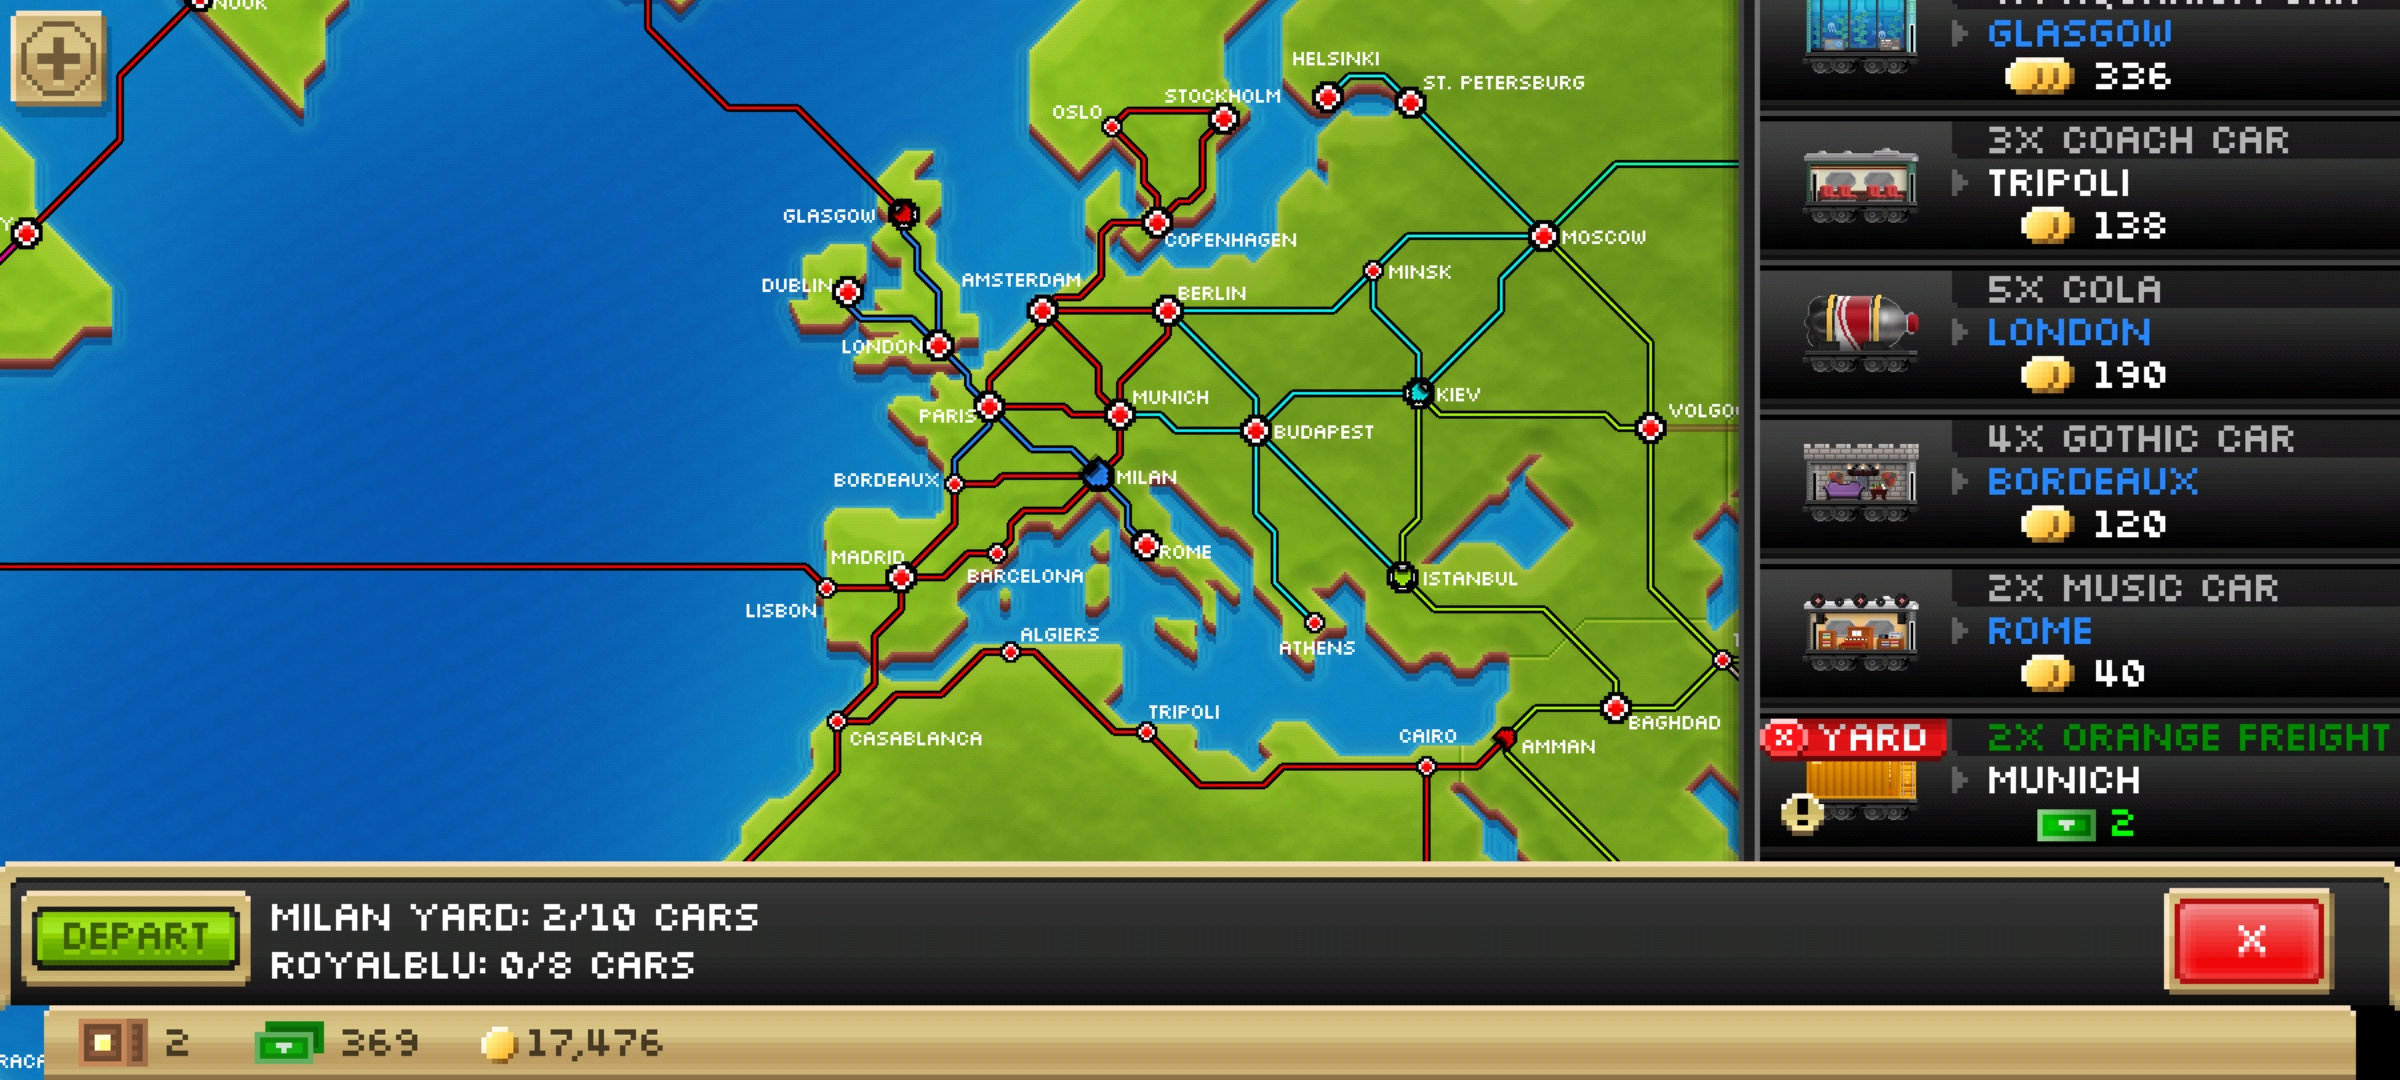 NUUK
HELSINKI
ST. PETERSBURG
STOCKHOLM
OSLO
GLASGOW
COPENHAGEN
MOSCOW
MINSK
AMSTERDAM
DUBLIN
BERLIN
LONDON
MUNICH
KIEV
PARIS
VOLGO
BUDAPEST
BORDEAUX
MILAN
MADRID
ROME
BARCELONA
ISTANBUL
LISBON
ALGIERS
ATHENS
TRIPOLI
BAGHDAD
CASABLANCA
CAIRO
AMMAN
GLASGOW
336
3X COACH CAR
TRIPOLI
138
5X COLA
LONDON
190
4X GOTHIC CAR
BORDEAUX
120
2X MUSIC CAR
ROME
40
YARD
2X ORANGE FREIGHT
MUNICH
2
DEPART
MILAN YARD: 2/10 CARS
ROYALBLU: 0/8 CARS
X
2
369
17,476
RACA